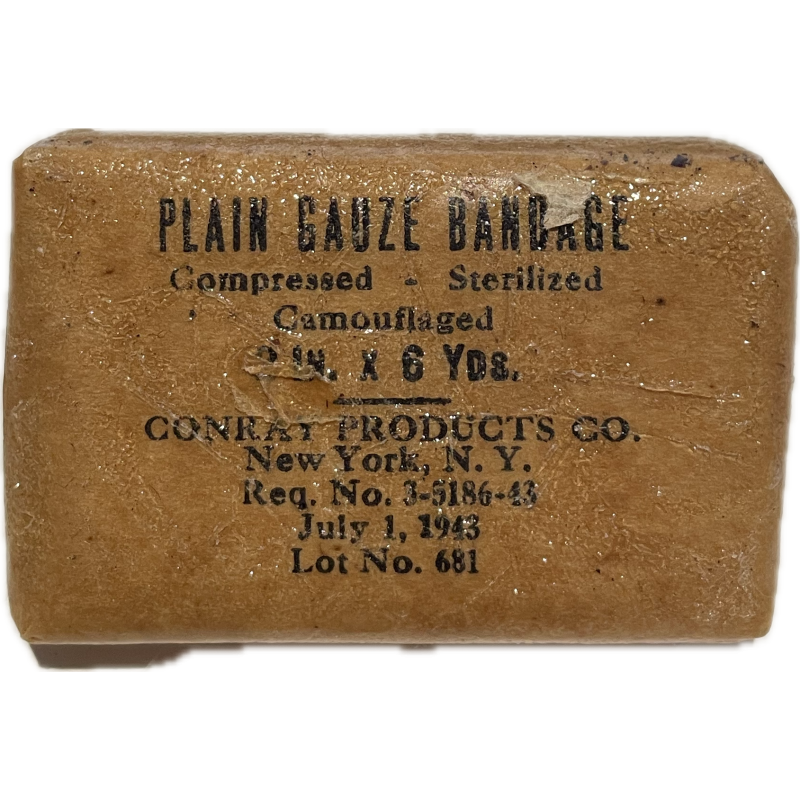 PLAIN GAUZE BANDAGE
Compressed - Sterilized
Camouflaged
IN. x 6 YDS.
CONRAY PRODUCTS CO.
New York, N. Y.
Req. No. 3-5186-43
July 1, 1943
Lot No. 681